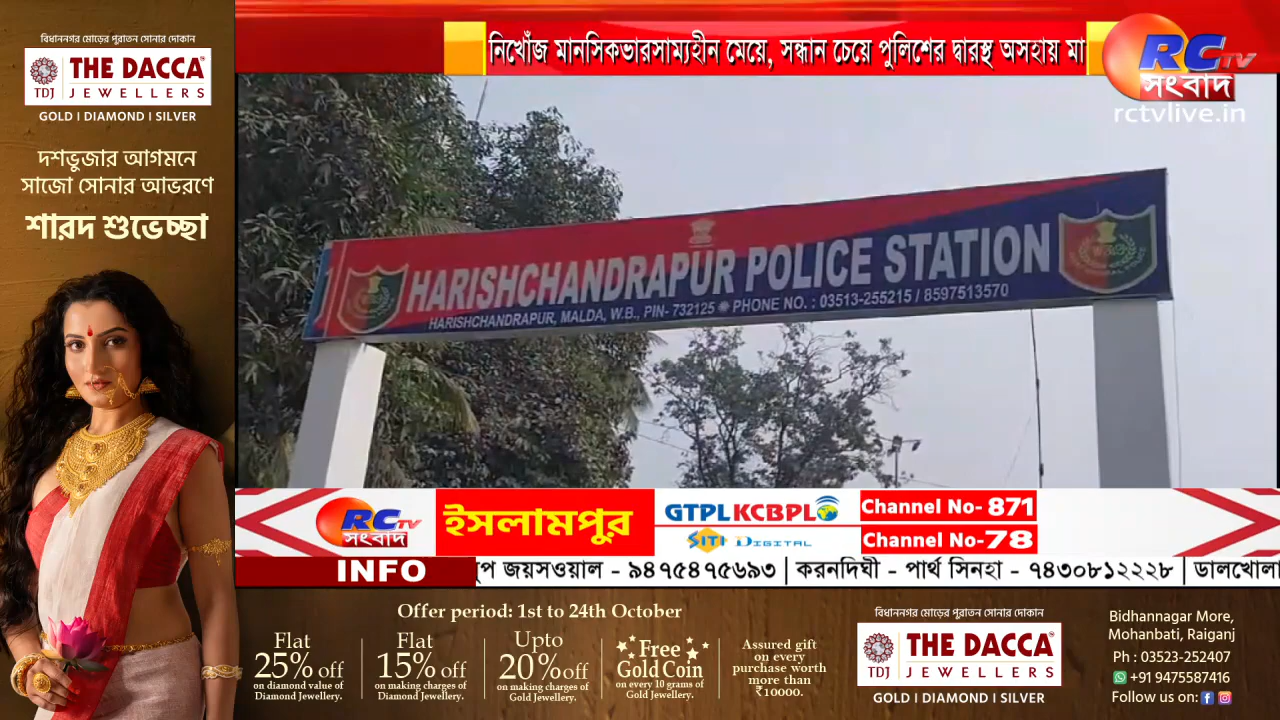 বিধাননগর মোড়ের পুরাতন সোনার দোকান
THE DACCA
TDJ JEWELLERS
GOLD | DIAMOND | SILVER
দশভুজার আগমনে
সাজো সোনার আভরণে
শারদ শুভেচ্ছা
নিখোঁজ মানসিকভারসাম্যহীন মেয়ে, সন্ধান চেয়ে পুলিশের দ্বারস্থ অসহায় মা
RC TV
সংবাদ
rctvlive.in
HARISHCHANDRAPUR POLICE STATION
HARISHCHANDRAPUR, MALDA, W.B., PIN- 732125 PHONE NO. : 03513-255215 / 8597513570
RC TV
সংবাদ
ইসলামপুর
GTPL KCBPL
Channel No- 871
SITI DIGITAL
Channel No- 78
INFO
জয়সওয়াল - ৯৪৭৫৪৭৫৬৯৩ | করনদিঘী - পার্থ সিনহা - ৭৪৩০৮১২২২৮ | ডালখোলা
Offer period: 1st to 24th October
Flat
25% off
on diamond value of
Diamond Jewellery.
Flat
15% off
on making charges of
Diamond Jewellery.
Upto
20% off
on making charges of
Gold Jewellery.
Free
Gold Coin
on every 10 grams of
Gold Jewellery.
Assured gift
on every
purchase worth
more than
₹10000.
বিধাননগর মোড়ের পুরাতন সোনার দোকান
THE DACCA
TDJ JEWELLERS
GOLD | DIAMOND | SILVER
Bidhannagar More,
Mohanbati, Raiganj
Ph : 03523-252407
+91 9475587416
Follow us on: